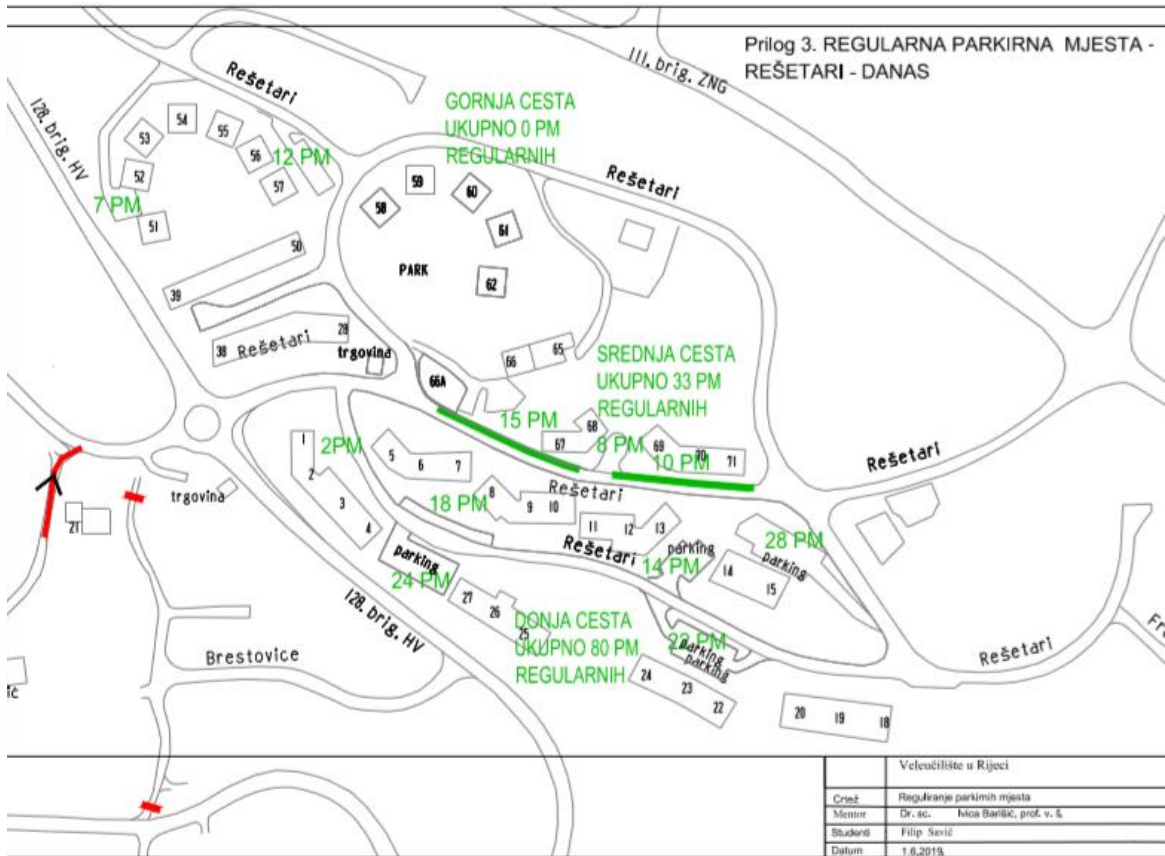 Prilog 3. REGULARNA PARKIRNA MJESTA -
REŠETARI - DANAS
III. brig. ZNG
Rešetari
128. brig. HV
GORNJA CESTA
UKUPNO 0 PM
REGULARNIH
54
53
55
56
12 PM
52
57
7 PM
51
59
58
60
61
Rešetari
PARK
62
50
39
38
Rešetari
28
trgovina
66A
66
65
SREDNJA CESTA
UKUPNO 33 PM
REGULARNIH
15 PM
68
67
8 PM
69
70
71
10 PM
Rešetari
Rešetari
1
2
2PM
3
4
5
6
7
18 PM
8
9
10
11
12
13
Rešetari
parking
14 PM
14
15
28 PM
parking
trgovina
21
parking
24 PM
27
26
25
128. brig. HV
DONJA CESTA
UKUPNO 80 PM
REGULARNIH
22 PM
parking
parking
24
23
22
20
19
18
Rešetari
Brestovice
Veleučilište u Rijeci
Crtež
Reguliranje parkirnih mjesta
Mentor
Dr. sc. Ivica Barišić, prof. v. š.
Studenti
Filip Savić
Datum
1.6.2019.